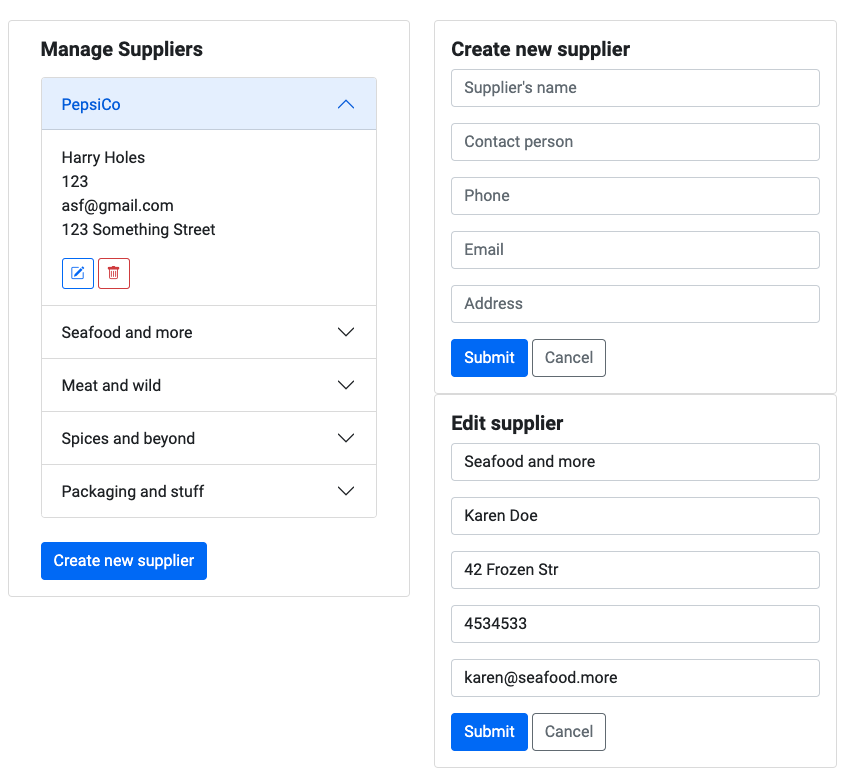 Manage Suppliers
PepsiCo
Harry Holes
123
asf@gmail.com
123 Something Street
Seafood and more
Meat and wild
Spices and beyond
Packaging and stuff
Create new supplier
Create new supplier
Supplier's name
Contact person
Phone
Email
Address
Submit Cancel
Edit supplier
Seafood and more
Karen Doe
42 Frozen Str
4534533
karen@seafood.more
Submit Cancel